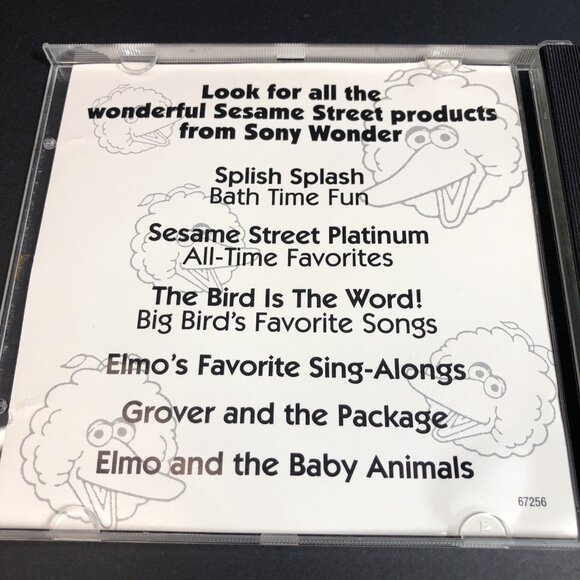 Look for all the
wonderful Sesame Street products
from Sony Wonder
Splish Splash
Bath Time Fun
Sesame Street Platinum
All-Time Favorites
The Bird Is The Word!
Big Bird's Favorite Songs
Elmo's Favorite Sing-Alongs
Grover and the Package
Elmo and the Baby Animals
67256